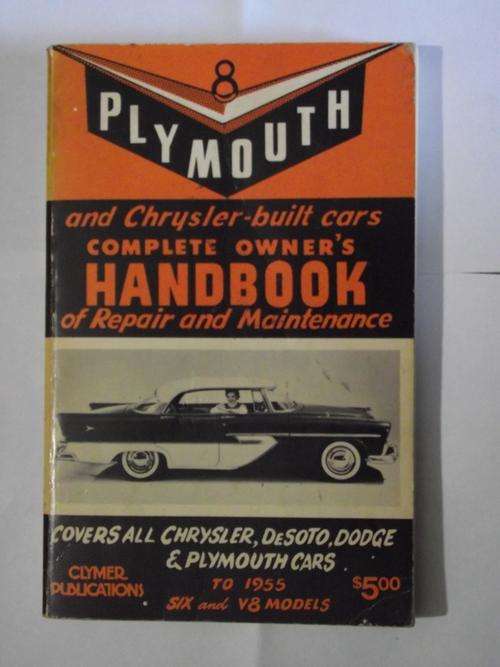 8
PLYMOUTH
and Chrysler-built cars
COMPLETE OWNER'S
HANDBOOK
of Repair and Maintenance
COVERS ALL CHRYSLER, DeSOTO, DODGE
& PLYMOUTH CARS
TO 1955
SIX and V8 MODELS
CLYMER
PUBLICATIONS
$5.00